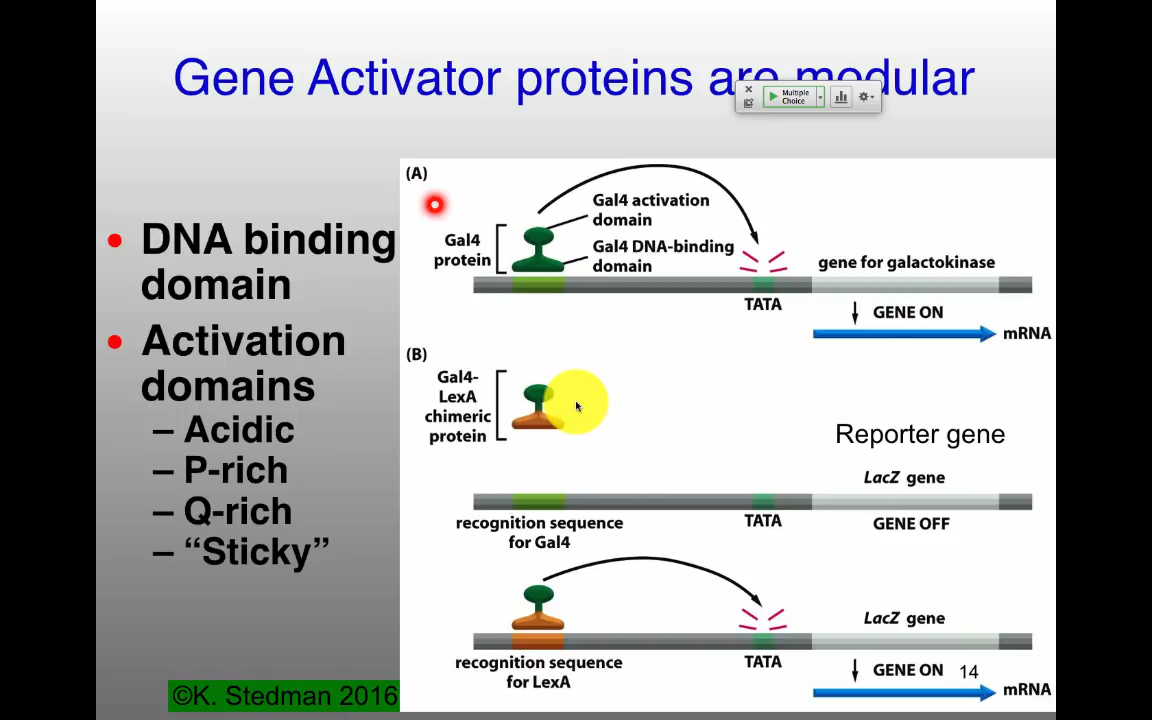 Gene Activator proteins are modular
Multiple
Choice
DNA binding
domain
Activation
domains
– Acidic
– P-rich
– Q-rich
– “Sticky”
©K. Stedman 2016
(A)
Gal4
protein
Gal4 activation
domain
Gal4 DNA-binding
domain
TATA
gene for galactokinase
GENE ON
mRNA
(B)
Gal4-
LexA
chimeric
protein
Reporter gene
LacZ gene
recognition sequence
for Gal4
TATA
GENE OFF
LacZ gene
recognition sequence
for LexA
TATA
GENE ON
14
mRNA